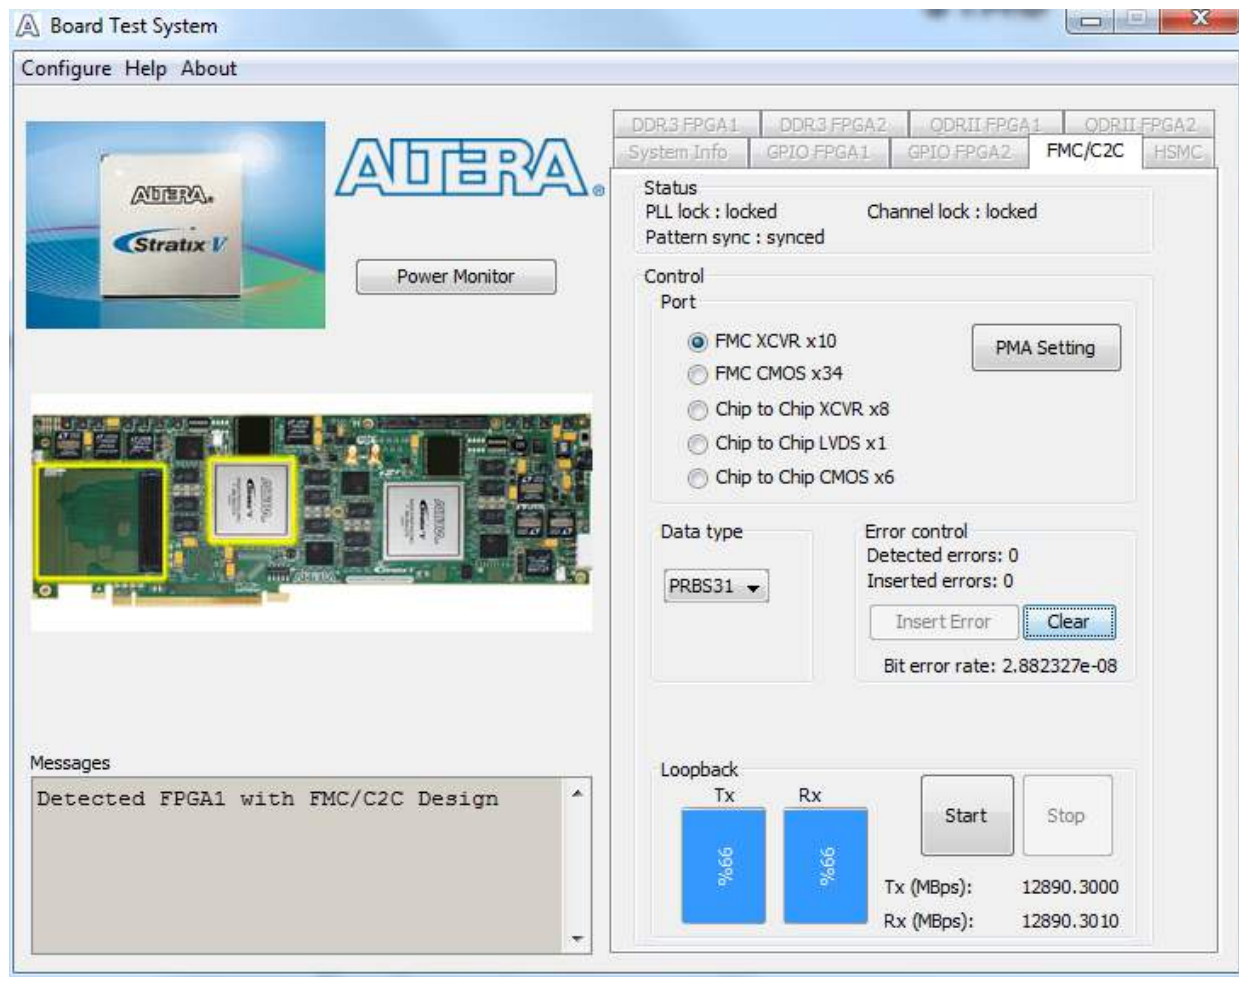 Board Test System
Configure Help About
ALTERA®
ALTERA®
Stratix V
Power Monitor
DDR3 FPGA1 DDR3 FPGA2 QDRII FPGA1 QDRII FPGA2
System Info GPIO FPGA1 GPIO FPGA2 FMC/C2C HSMC
Status
PLL lock : locked Channel lock : locked
Pattern sync : synced
Control
Port
FMC XCVR x10
FMC CMOS x34
Chip to Chip XCVR x8
Chip to Chip LVDS x1
Chip to Chip CMOS x6
PMA Setting
ALTERA
Stratix V
ALTERA
Stratix V
Data type
PRBS31
Error control
Detected errors: 0
Inserted errors: 0
Insert Error Clear
Bit error rate: 2.882327e-08
Messages
Detected FPGA1 with FMC/C2C Design
Loopback
Tx Rx
99% 99%
Start Stop
Tx (MBps): 12890.3000
Rx (MBps): 12890.3010